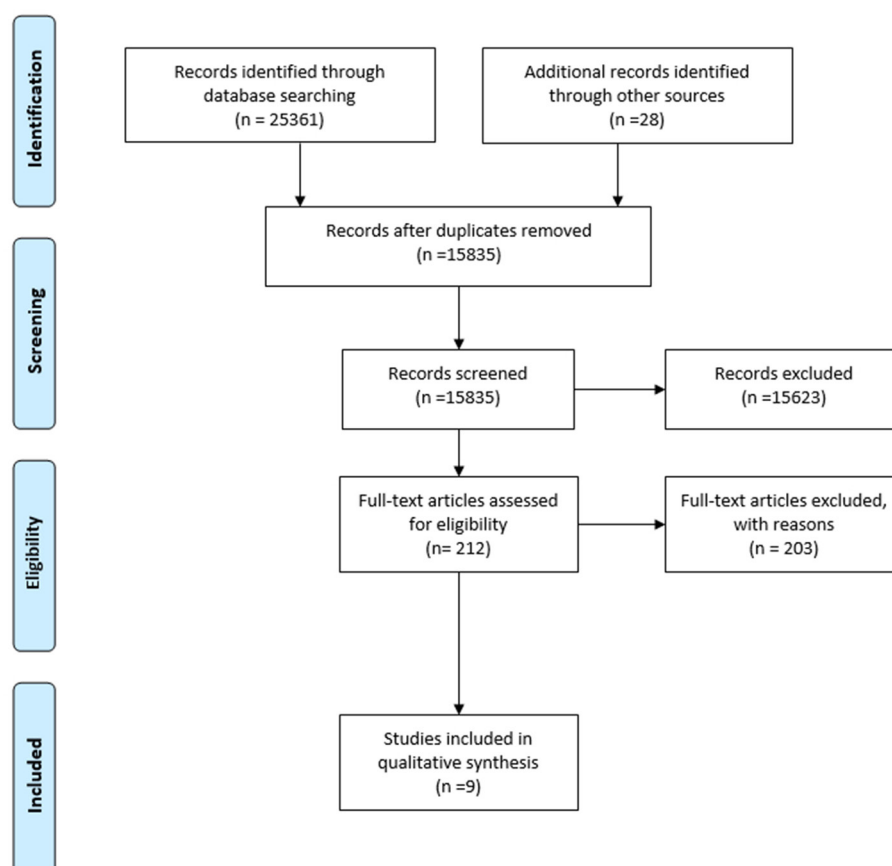 Identification
Records identified through
database searching
(n = 25361)
Additional records identified
through other sources
(n =28)
Records after duplicates removed
(n =15835)
Screening
Records screened
(n =15835)
Records excluded
(n =15623)
Eligibility
Full-text articles assessed
for eligibility
(n= 212)
Full-text articles excluded,
with reasons
(n = 203)
Included
Studies included in
qualitative synthesis
(n =9)